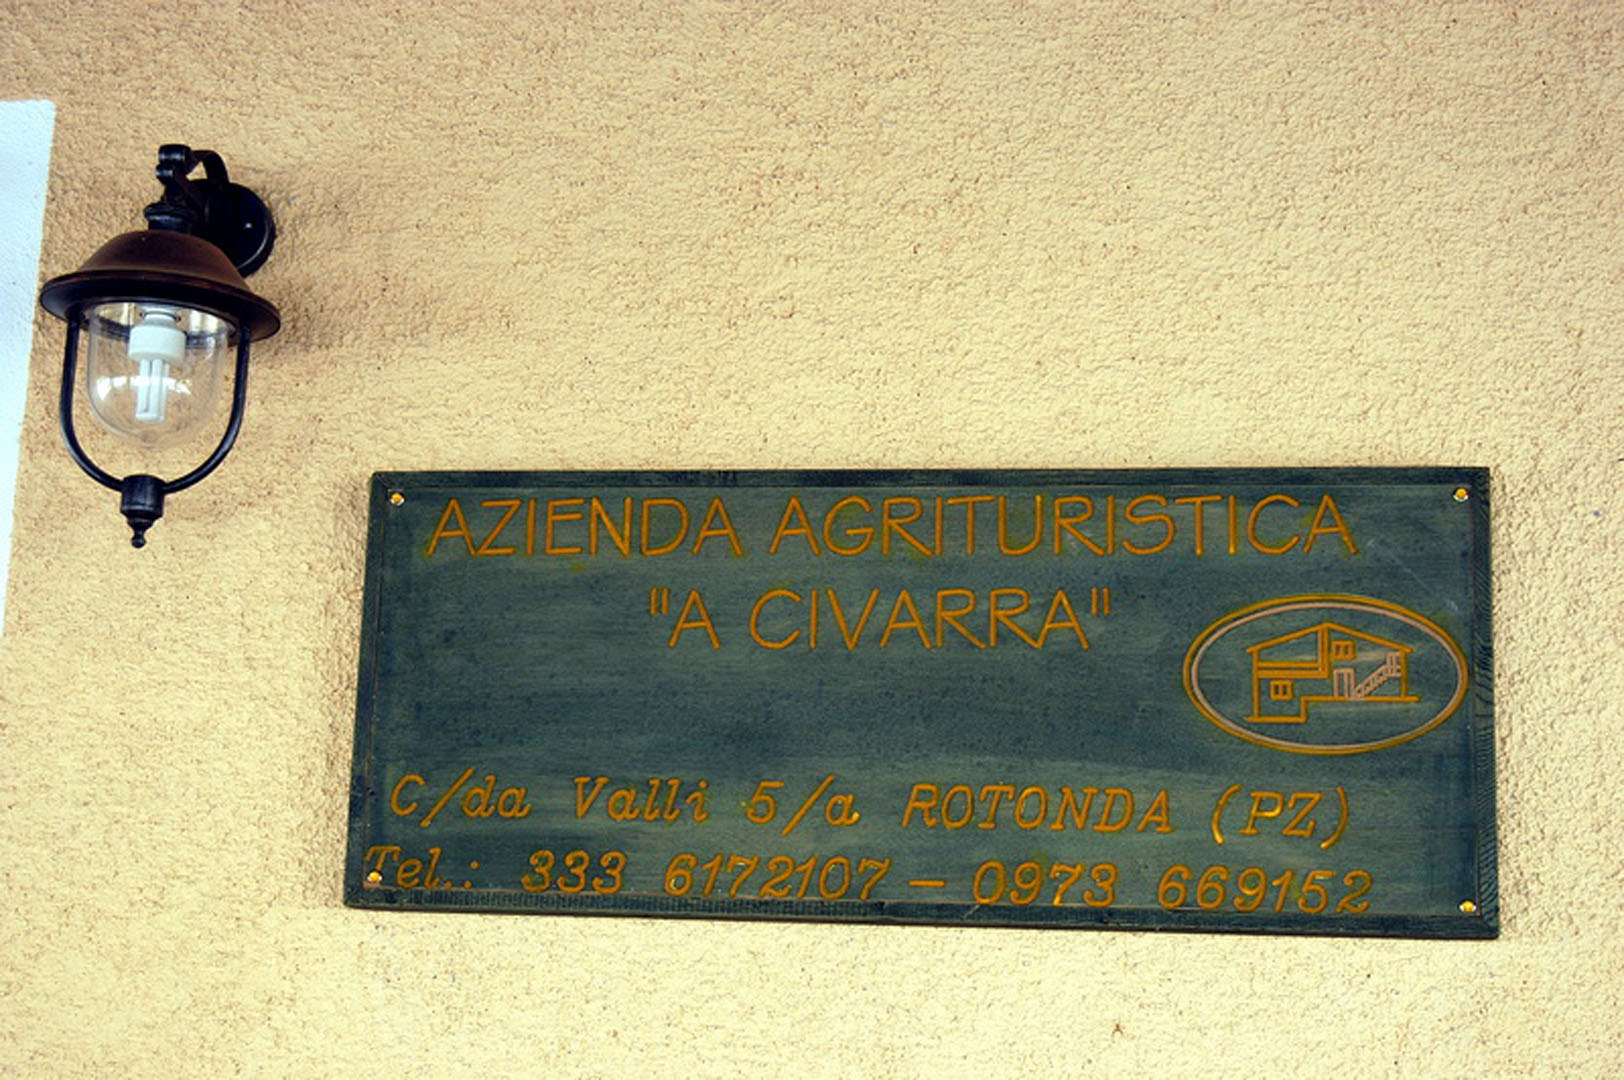 AZIENDA AGRITURISTICA
"A CIVARRA"
C/da Valli 5/a ROTONDA (PZ)
Tel.: 333 6172107 - 0973 669152